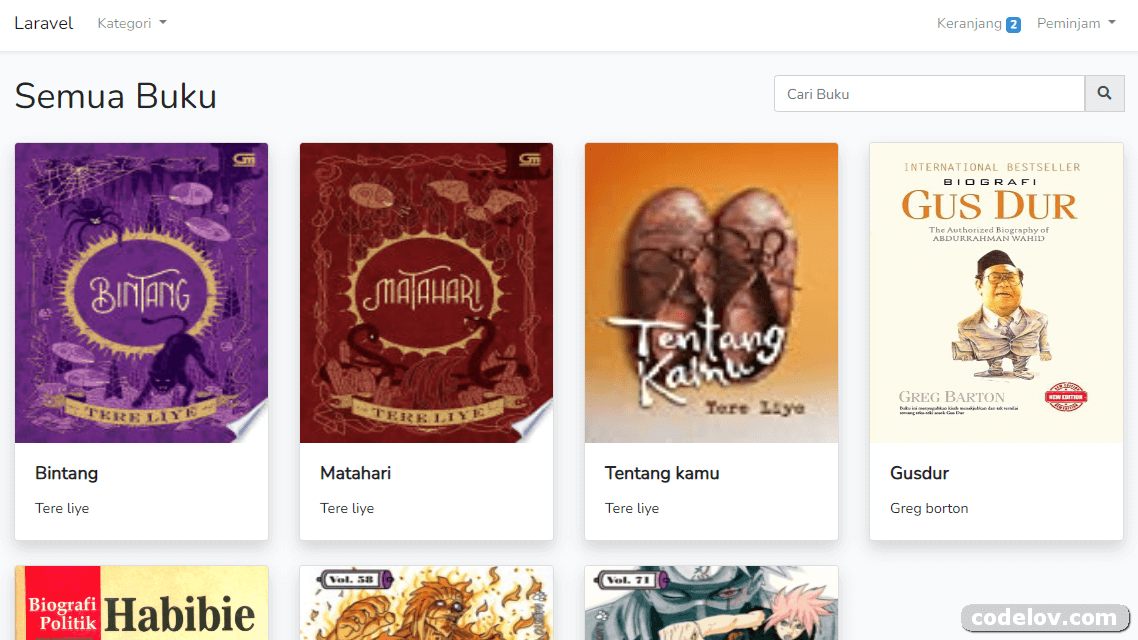 Laravel
Kategori
Keranjang 2
Peminjam
Semua Buku
Cari Buku
GM
BINTANG
TERE LIYE
Bintang
Tere liye
GM
MATAHARI
TERE LIYE
Matahari
Tere liye
Tentang
Kamu
Tere Liye
Tentang kamu
Tere liye
INTERNATIONAL BESTSELLER
BIOGRAFI
GUS DUR
The Authorized Biography of
ABDURRAHMAN WAHID
GREG BARTON
NEW EDITION
Gusdur
Greg borton
Biografi
Politik
Habibie
Vol. 58
Vol. 71
codelov.com